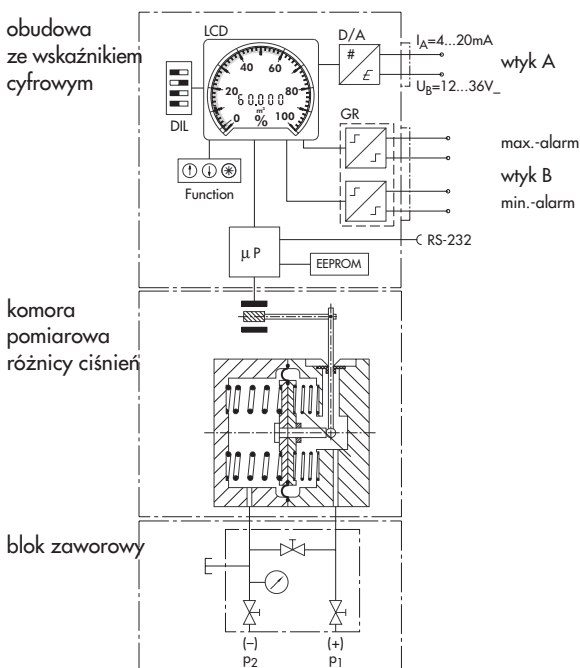 obudowa
ze wskaźnikiem
cyfrowym
LCD
40 60
20 80
60.000
m³
0 % 100
DIL
Function
D/A
#
E
I_A=4...20mA
U_B=12...36V_
wtyk A
GR
max.-alarm
wtyk B
min.-alarm
µ P
RS-232
EEPROM
komora
pomiarowa
różnicy ciśnień
blok zaworowy
(–) (+)
p2 p1